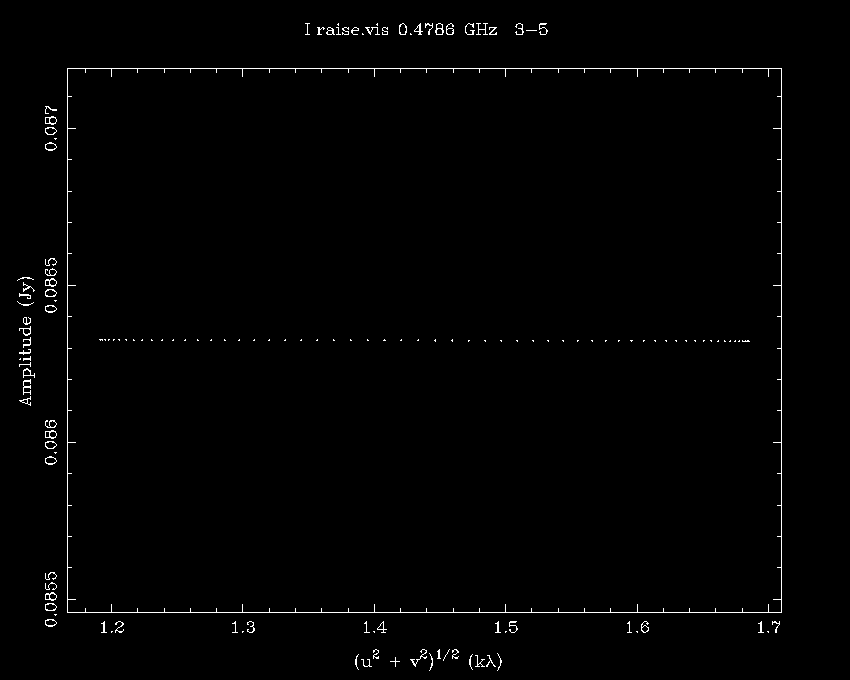 I raise.vis 0.4786 GHz 3-5
0.087
0.0865
0.086
0.0855
Amplitude (Jy)
1.2 1.3 1.4 1.5 1.6 1.7
(u² + v²)^1/2 (kλ)